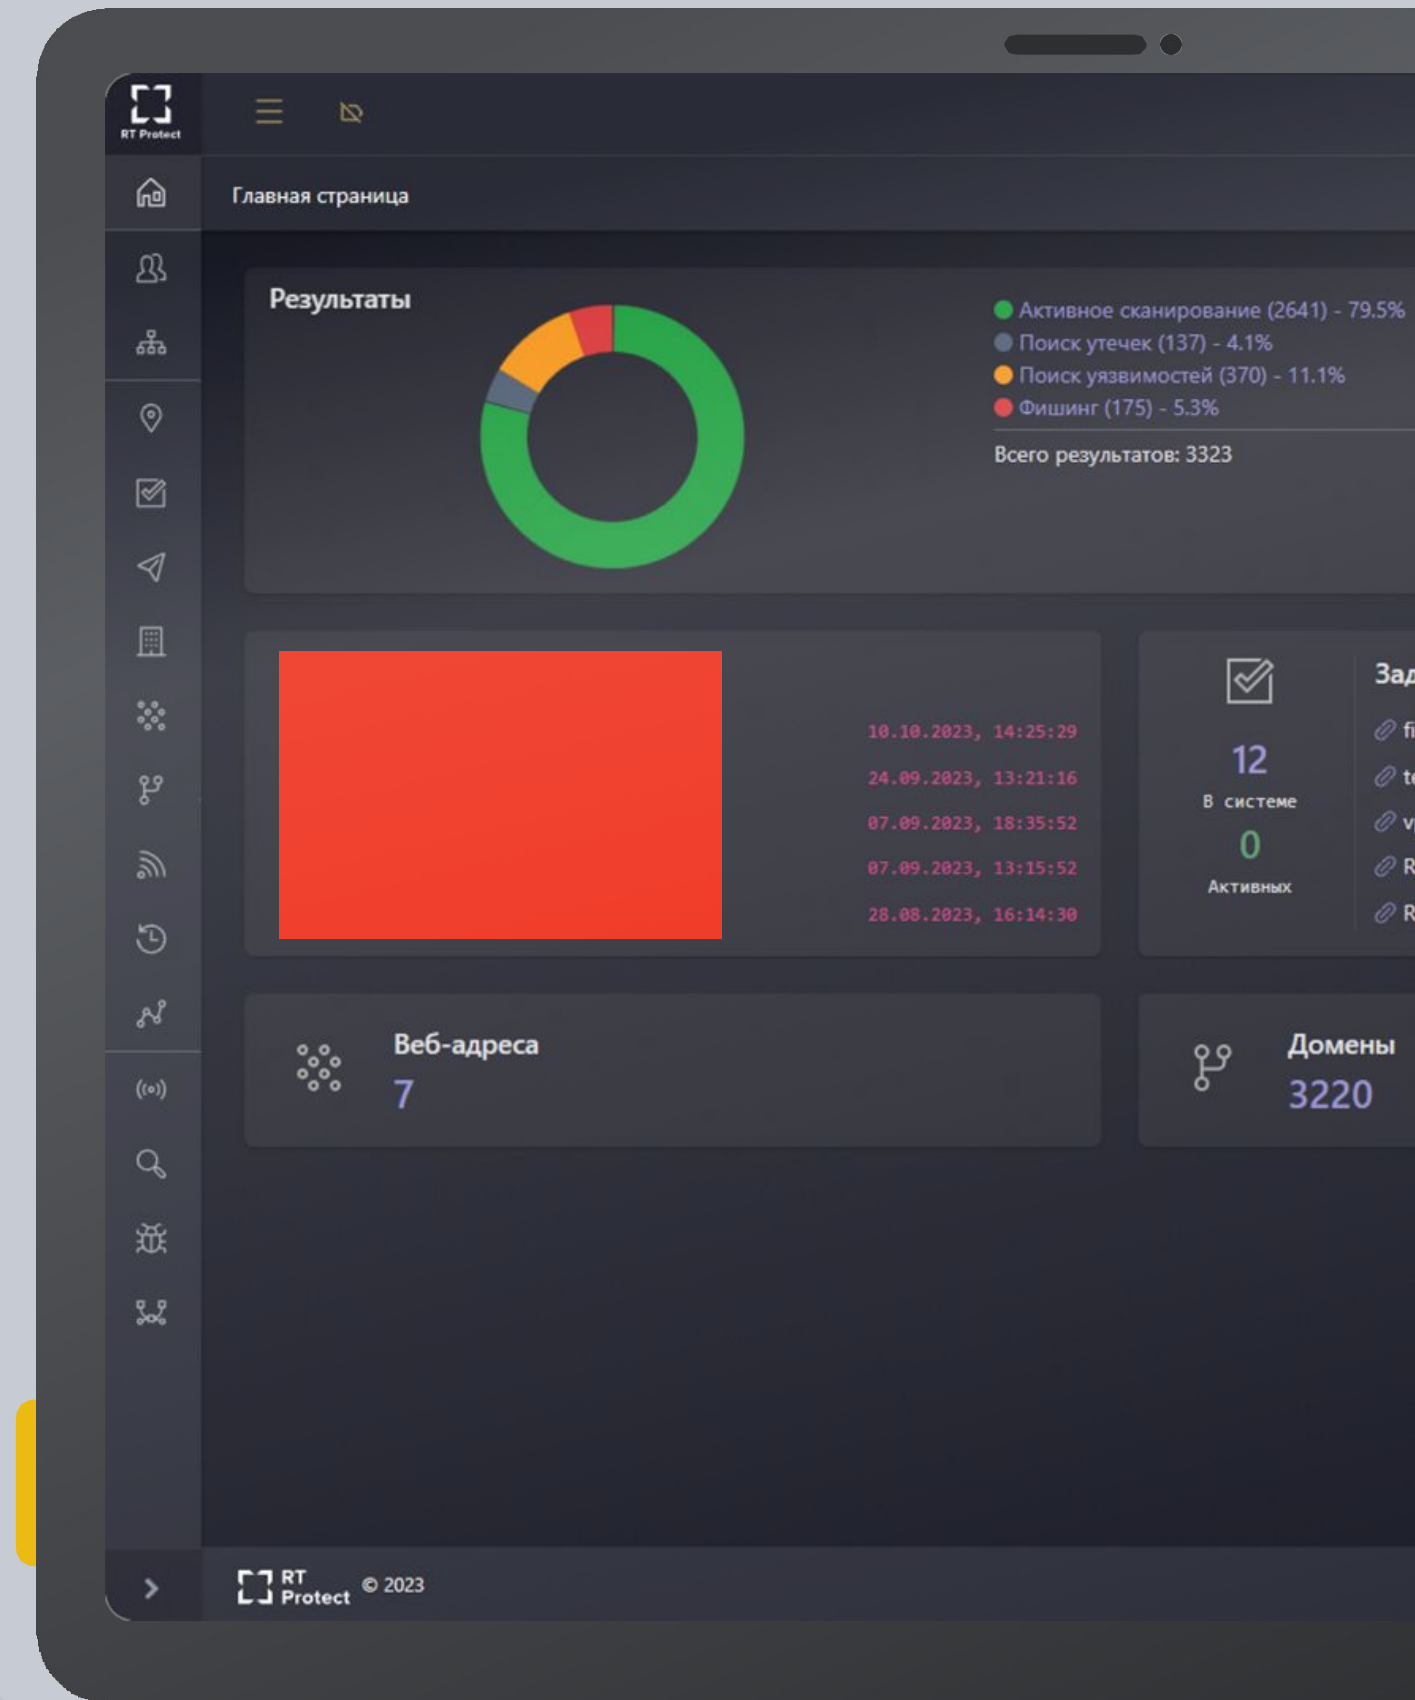 RT Protect
Главная страница
Результаты
Активное сканирование (2641) - 79.5%
Поиск утечек (137) - 4.1%
Поиск уязвимостей (370) - 11.1%
Фишинг (175) - 5.3%
Всего результатов: 3323
10.10.2023, 14:25:29
24.09.2023, 13:21:16
07.09.2023, 18:35:52
07.09.2023, 13:15:52
28.08.2023, 16:14:30
12
В системе
0
Активных
Веб-адреса
7
Домены
3220
RT
Protect
© 2023